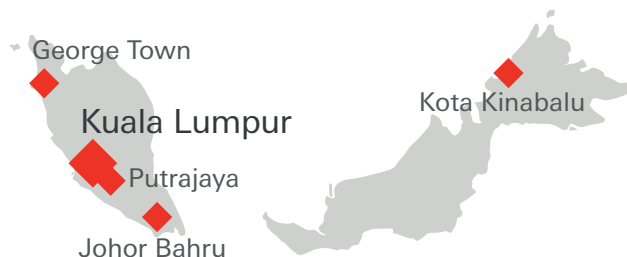 George Town
Kota Kinabalu
Kuala Lumpur
Putrajaya
Johor Bahru